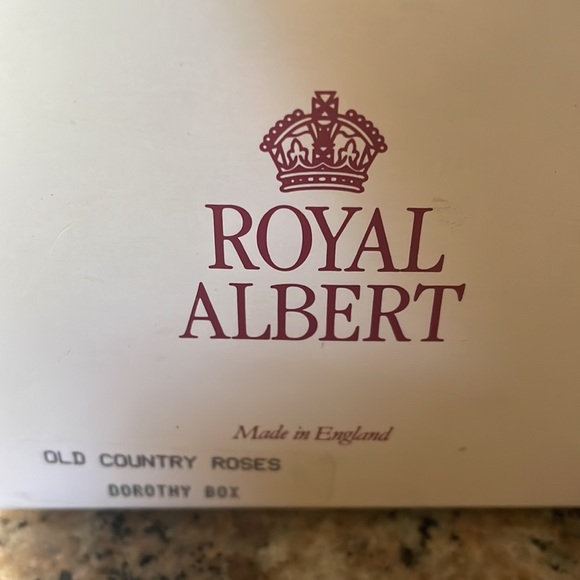 ROYAL
ALBERT
Made in England
OLD COUNTRY ROSES
DOROTHY BOX